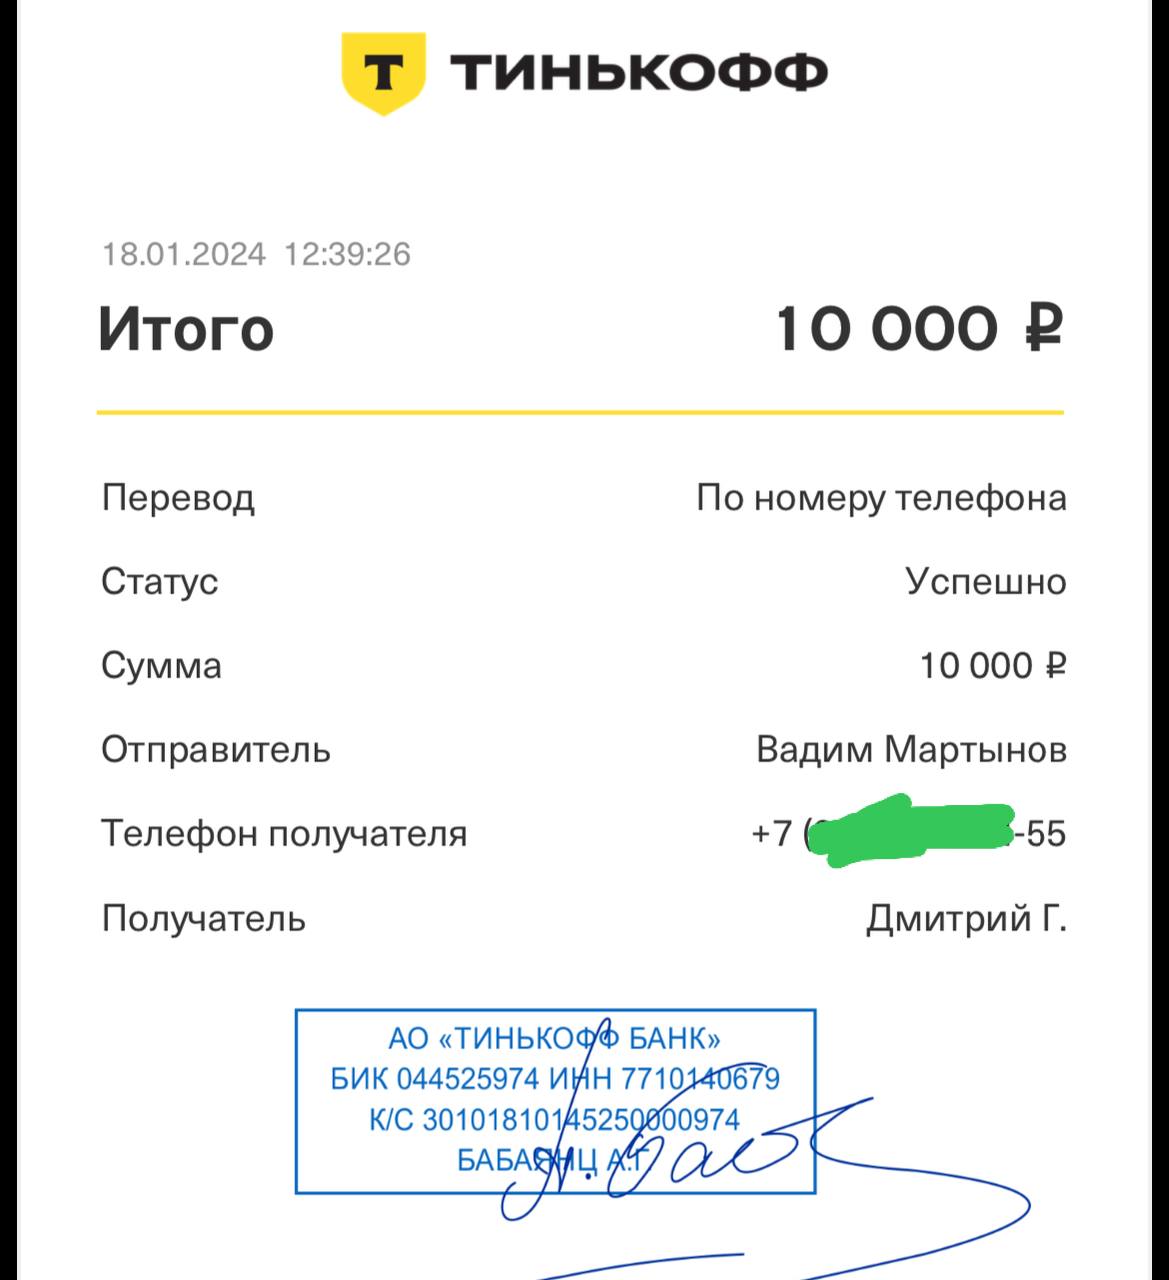 Т ТИНЬКОФФ
18.01.2024 12:39:26
Итого 10 000 ₽
Перевод По номеру телефона
Статус Успешно
Сумма 10 000 ₽
Отправитель Вадим Мартынов
Телефон получателя +7 ( -55
Получатель Дмитрий Г.
АО «ТИНЬКОФФ БАНК»
БИК 044525974 ИНН 7710140679
К/С 30101810145250000974
БАБАЯНЦ А.Г